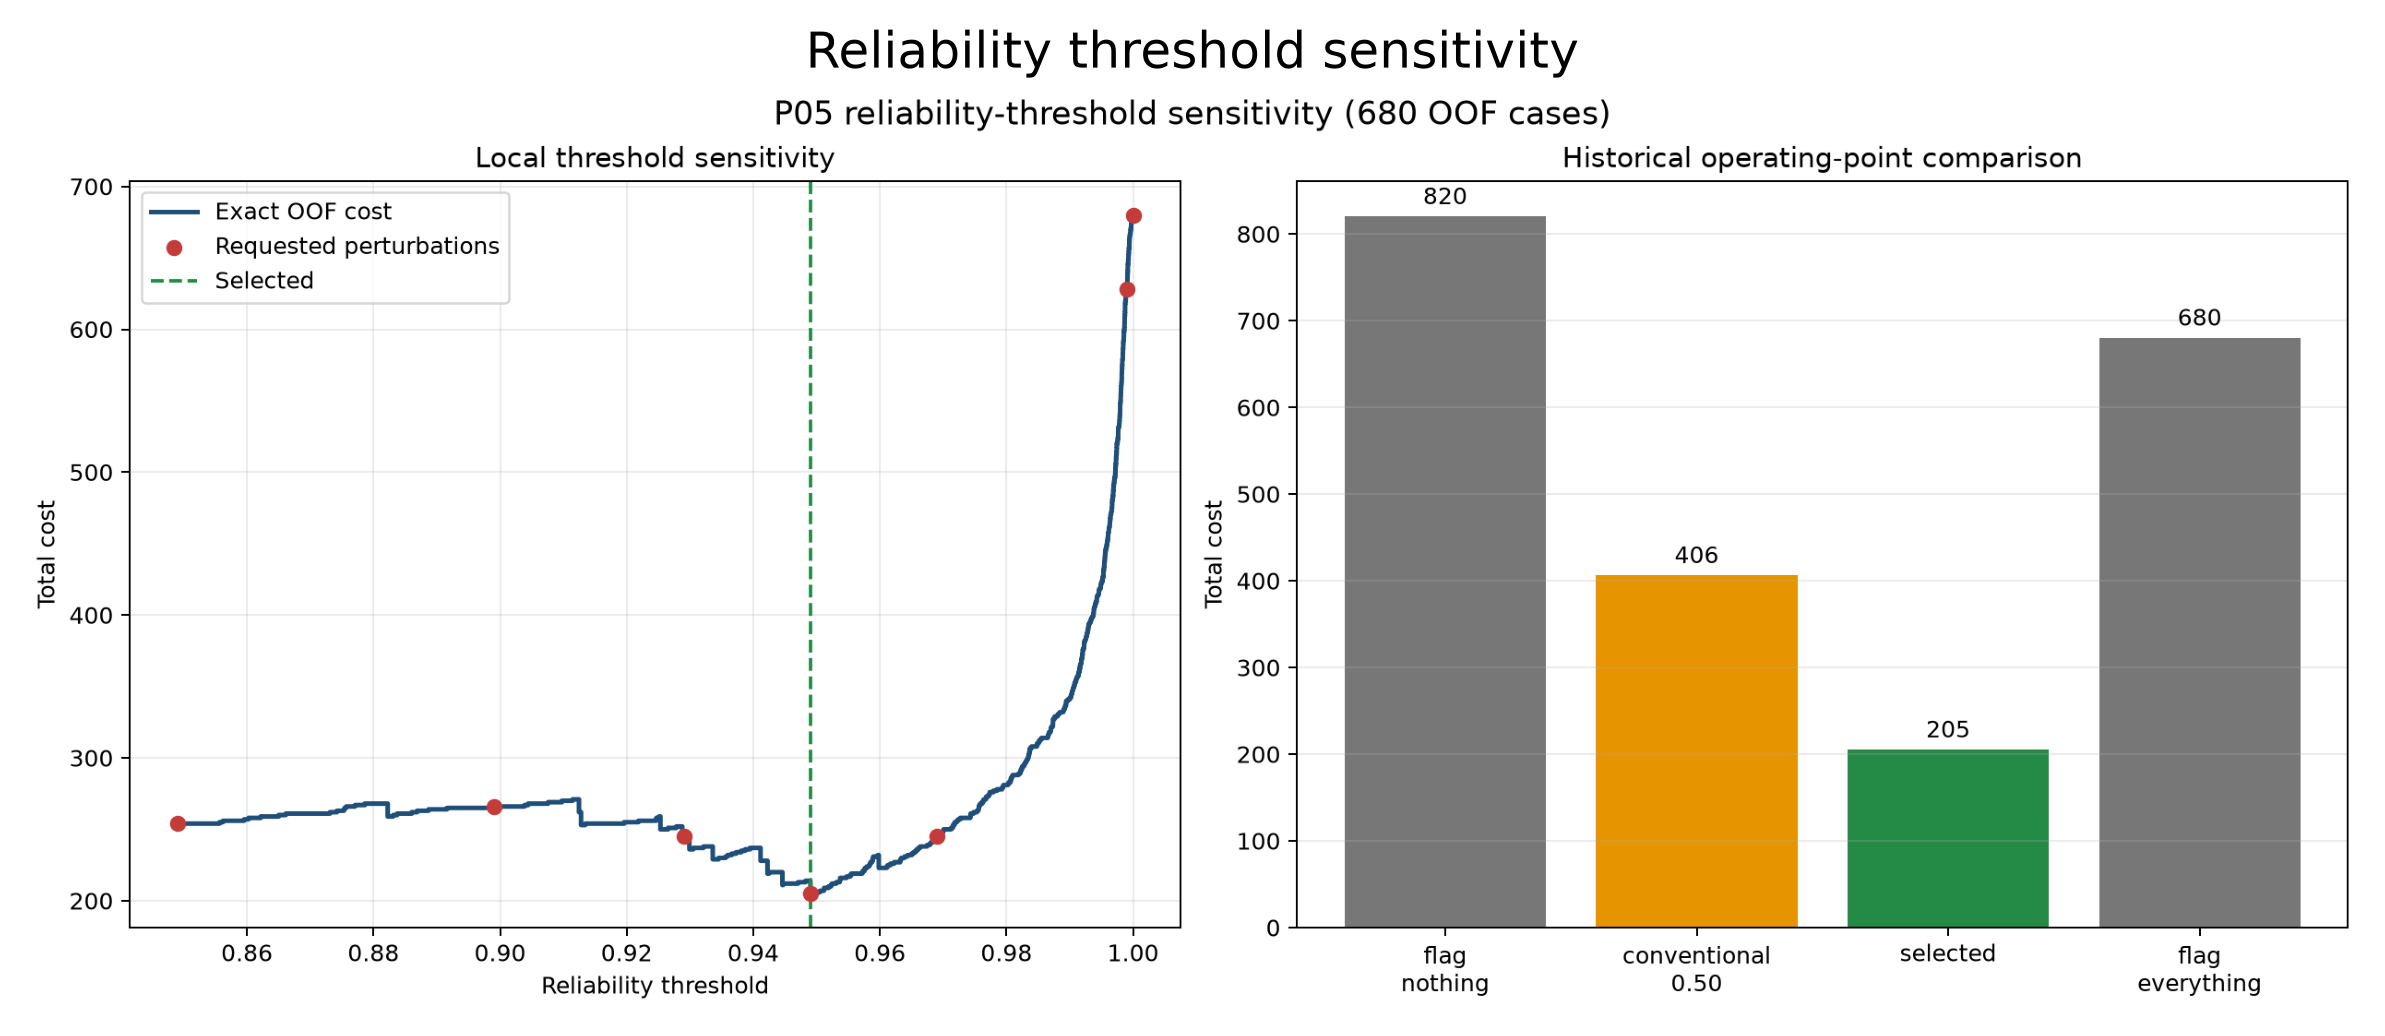 Reliability threshold sensitivity
P05 reliability-threshold sensitivity (680 OOF cases)
Local threshold sensitivity
700
600
500
400
300
200
Total cost
Exact OOF cost
Requested perturbations
Selected
0.86 0.88 0.90 0.92 0.94 0.96 0.98 1.00
Reliability threshold
Historical operating-point comparison
800
700
600
500
400
300
200
100
0
Total cost
820
406
205
680
flag
nothing
conventional
0.50
selected
flag
everything